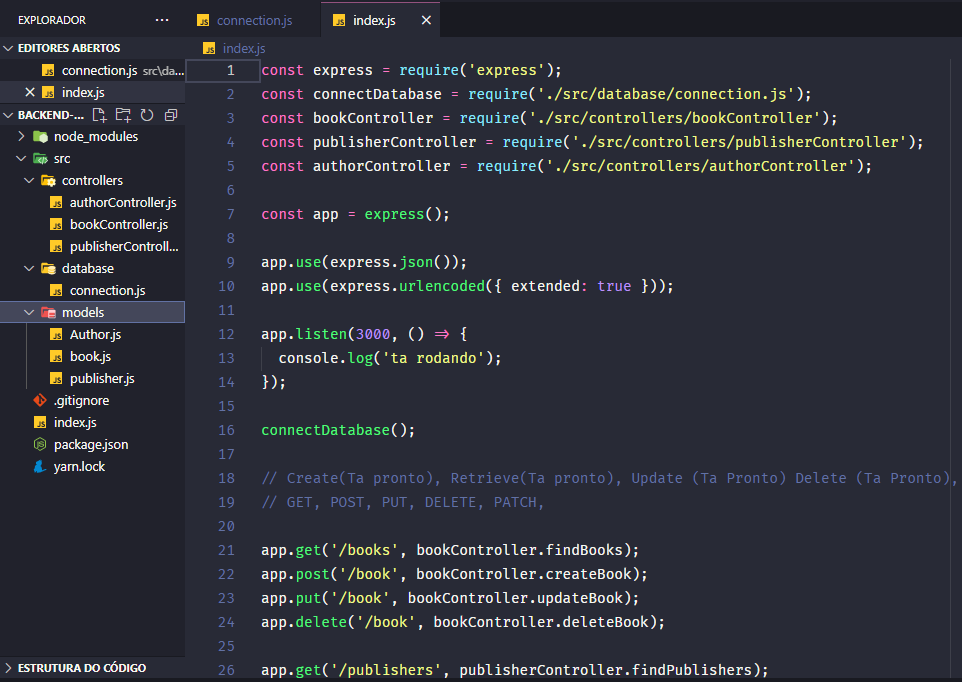 EXPLORADOR ...
EDITORES ABERTOS
JS connection.js src\da...
JS index.js
BACKEND-...
node_modules
src
controllers
JS authorController.js
JS bookController.js
JS publisherControll...
database
JS connection.js
models
JS Author.js
JS book.js
JS publisher.js
.gitignore
JS index.js
package.json
yarn.lock
ESTRUTURA DO CÓDIGO
JS connection.js
JS index.js
JS index.js
1 const express = require('express');
2 const connectDatabase = require('./src/database/connection.js');
3 const bookController = require('./src/controllers/bookController');
4 const publisherController = require('./src/controllers/publisherController');
5 const authorController = require('./src/controllers/authorController');
6
7 const app = express();
8
9 app.use(express.json());
10 app.use(express.urlencoded({ extended: true }));
11
12 app.listen(3000, () => {
13 console.log('ta rodando');
14 });
15
16 connectDatabase();
17
18 // Create(Ta pronto), Retrieve(Ta pronto), Update (Ta Pronto) Delete (Ta Pronto),
19 // GET, POST, PUT, DELETE, PATCH,
20
21 app.get('/books', bookController.findBooks);
22 app.post('/book', bookController.createBook);
23 app.put('/book', bookController.updateBook);
24 app.delete('/book', bookController.deleteBook);
25
26 app.get('/publishers', publisherController.findPublishers);